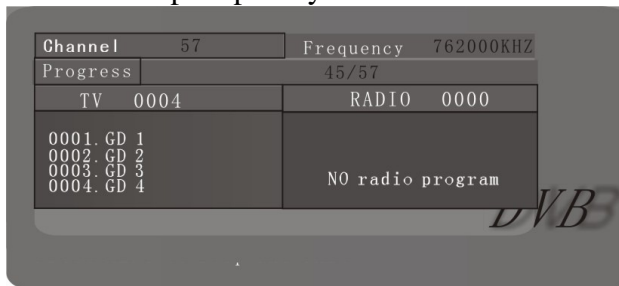 Channel 57 Frequency 762000KHZ
Progress 45/57
TV 0004 RADIO 0000
0001. GD 1
0002. GD 2
0003. GD 3
0004. GD 4
NO radio program
DVB